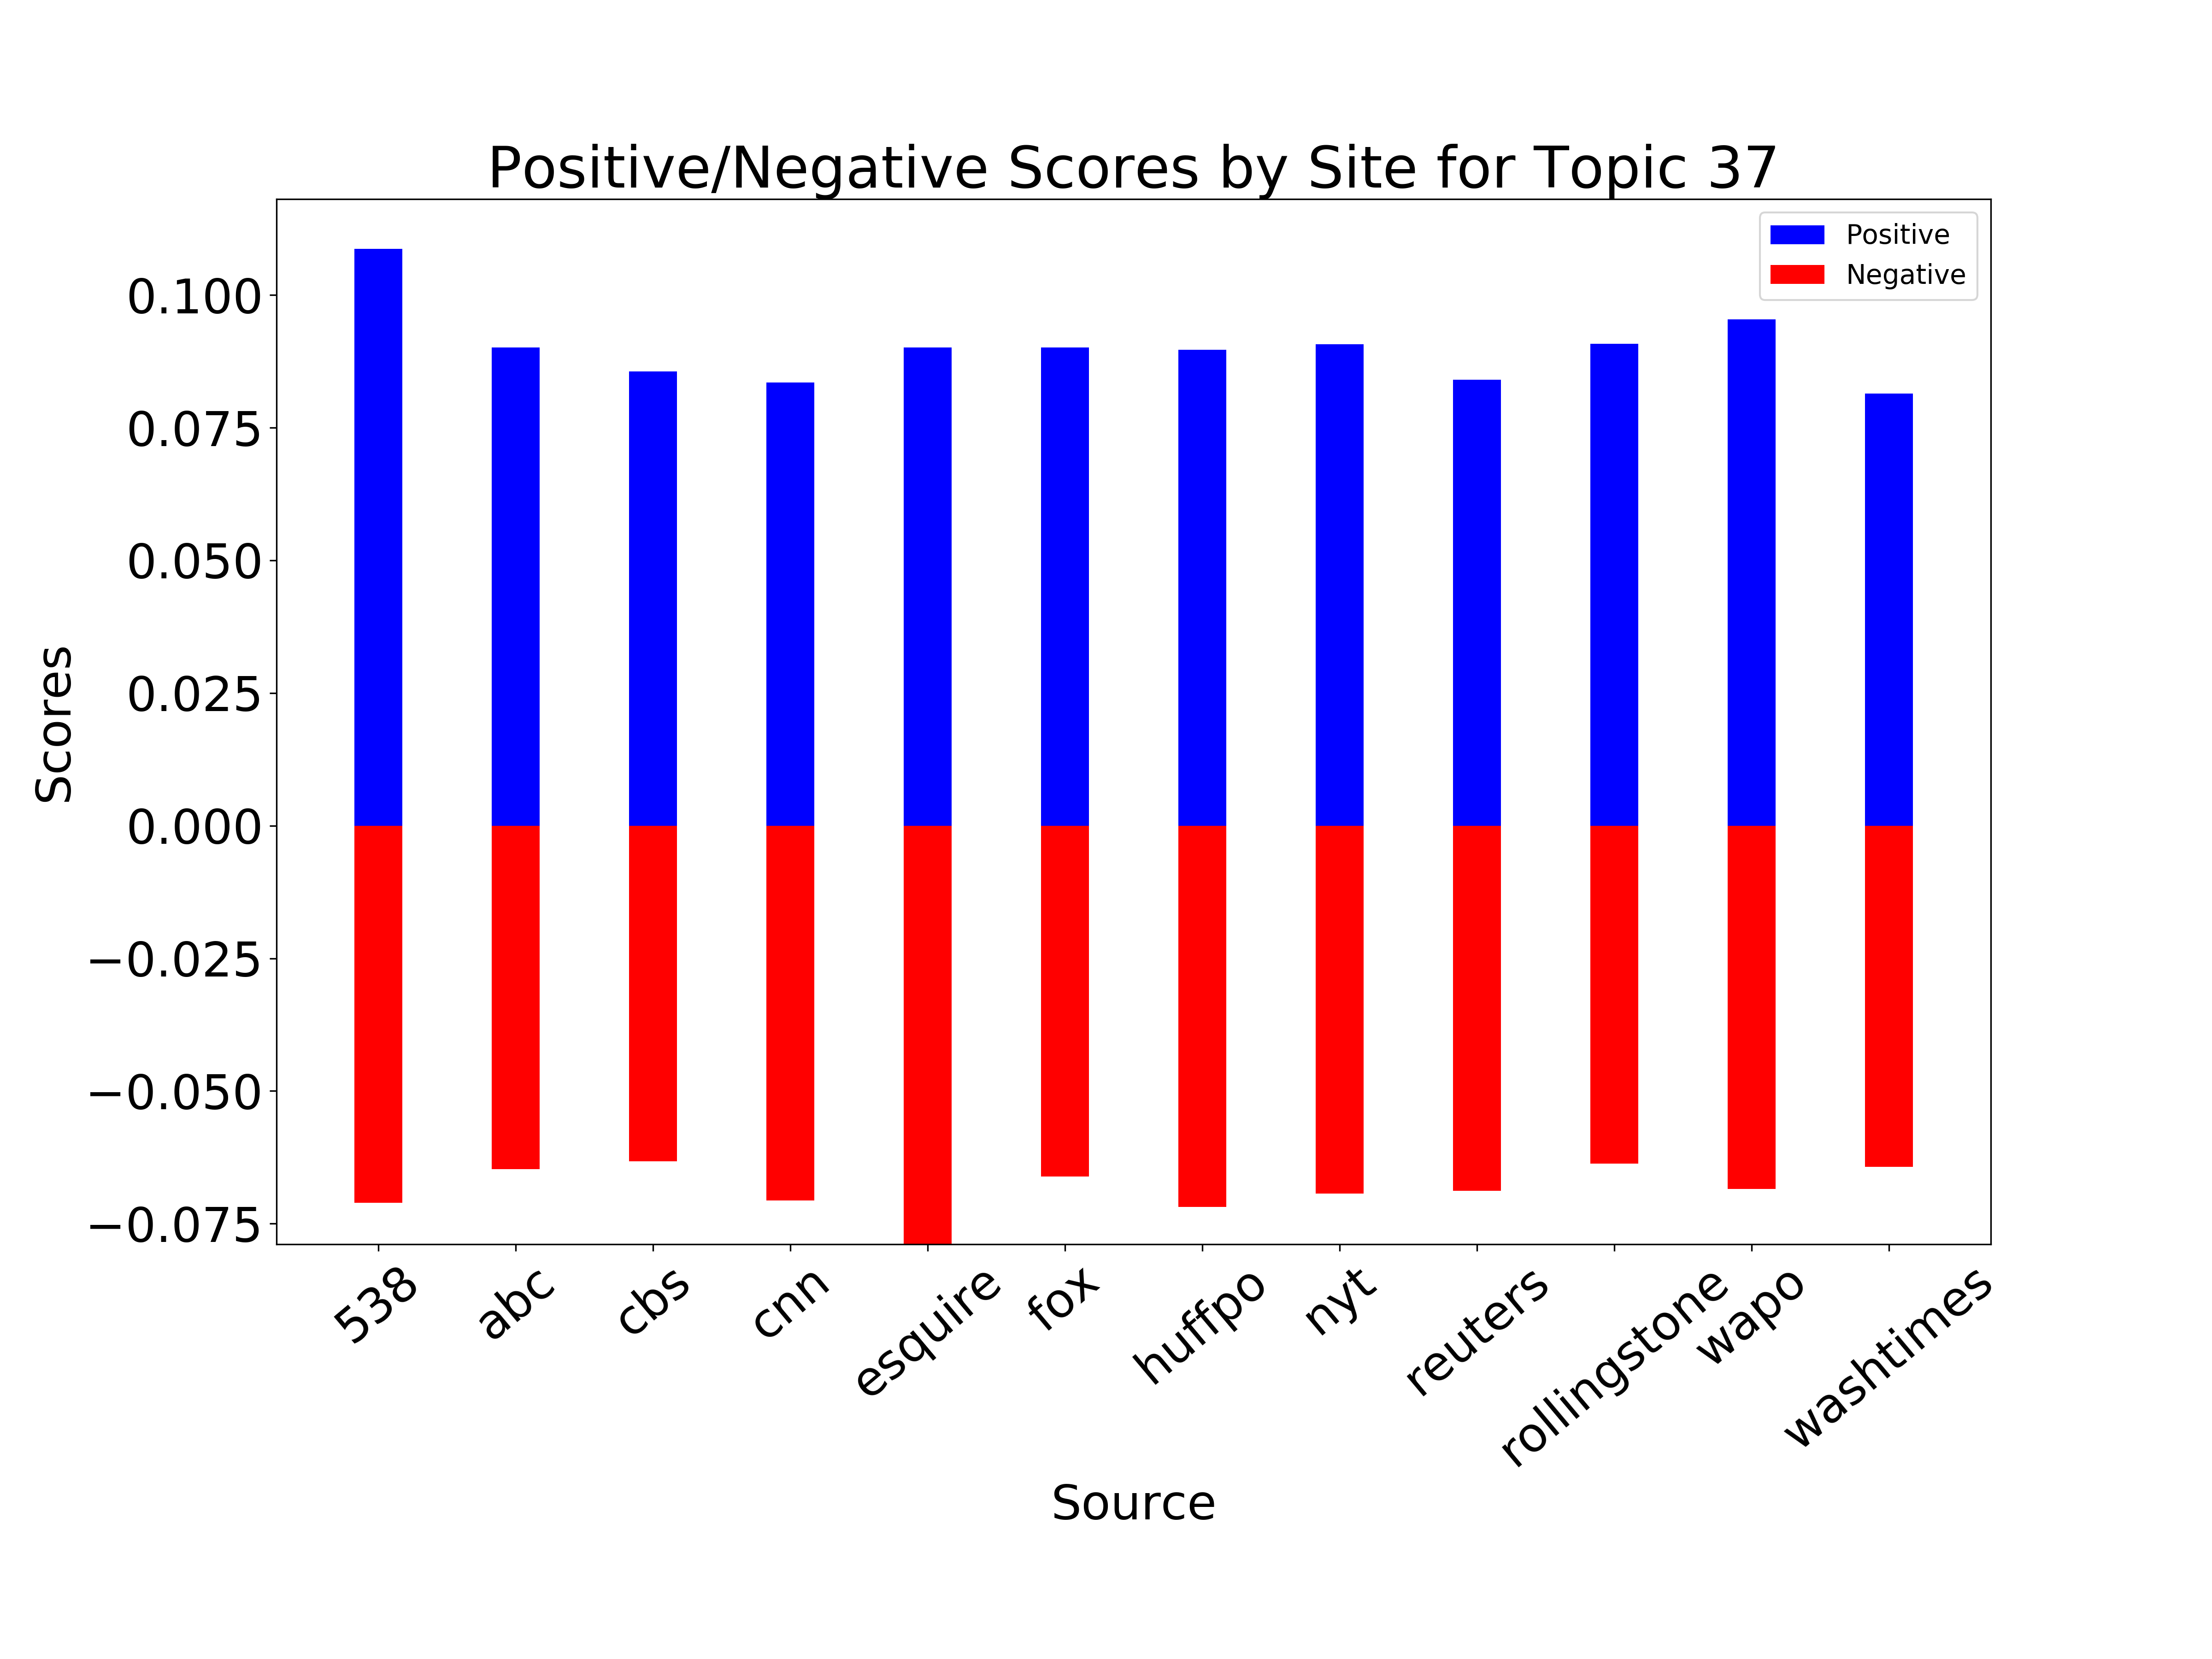 Positive/Negative Scores by Site for Topic 37
Positive
Negative
0.100
0.075
0.050
0.025
0.000
−0.025
−0.050
−0.075
Scores
538
abc
cbs
cnn
esquire
fox
huffpo
nyt
reuters
rollingstone
wapo
washtimes
Source